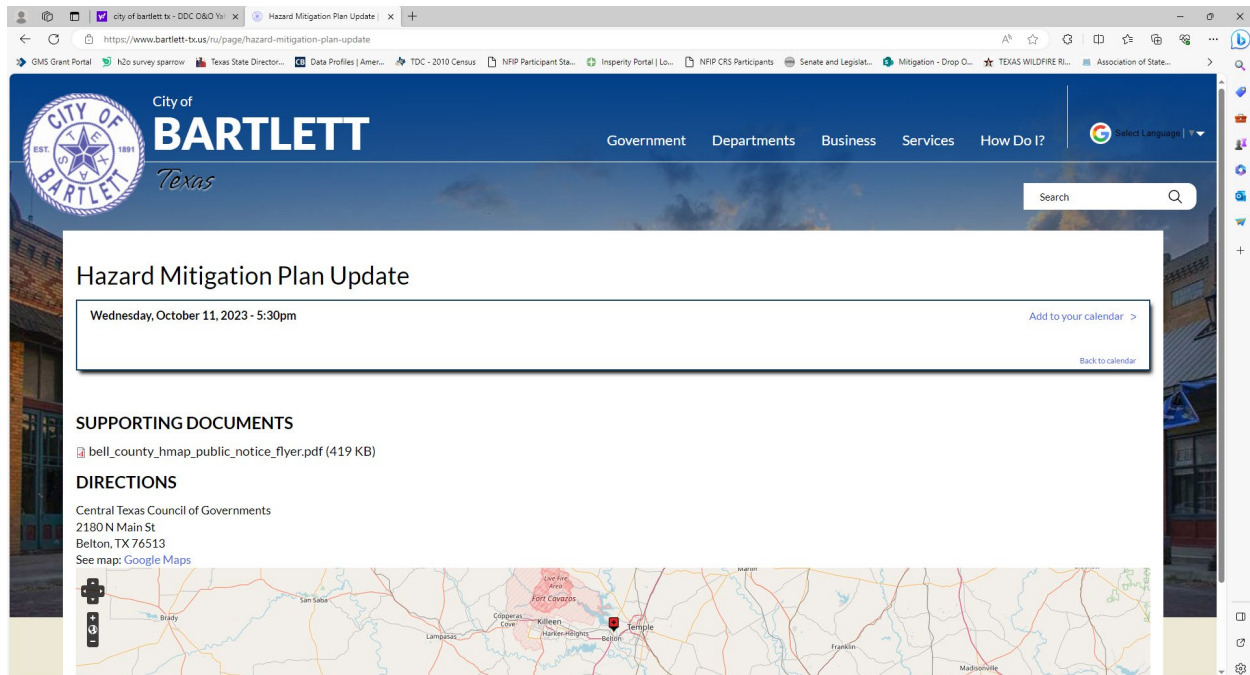 city of bartlett tx - DDC O&O Ya
Hazard Mitigation Plan Update |
https://www.bartlett-tx.us/ru/page/hazard-mitigation-plan-update
GMS Grant Portal h2o survey sparrow Texas State Director... Data Profiles | Amer... TDC - 2010 Census NFIP Participant Sta... Insperity Portal | Lo... NFIP CRS Participants Senate and Legislat... Mitigation - Drop O... TEXAS WILDFIRE RI... Association of State...
CITY OF BARTLETT
EST. 1891
TEXAS
City of
BARTLETT
Texas
Government Departments Business Services How Do I?
Select Language
Search
Hazard Mitigation Plan Update
Wednesday, October 11, 2023 - 5:30pm
Add to your calendar >
Back to calendar
SUPPORTING DOCUMENTS
bell_county_hmap_public_notice_flyer.pdf (419 KB)
DIRECTIONS
Central Texas Council of Governments
2180 N Main St
Belton, TX 76513
See map: Google Maps
Marlin
Live Fire
Area
Fort Cavazos
San Saba
Brady
Copperas
Cove
Killeen
Temple
Harker Heights
Belton
Lampasas
Franklin
Madisonville